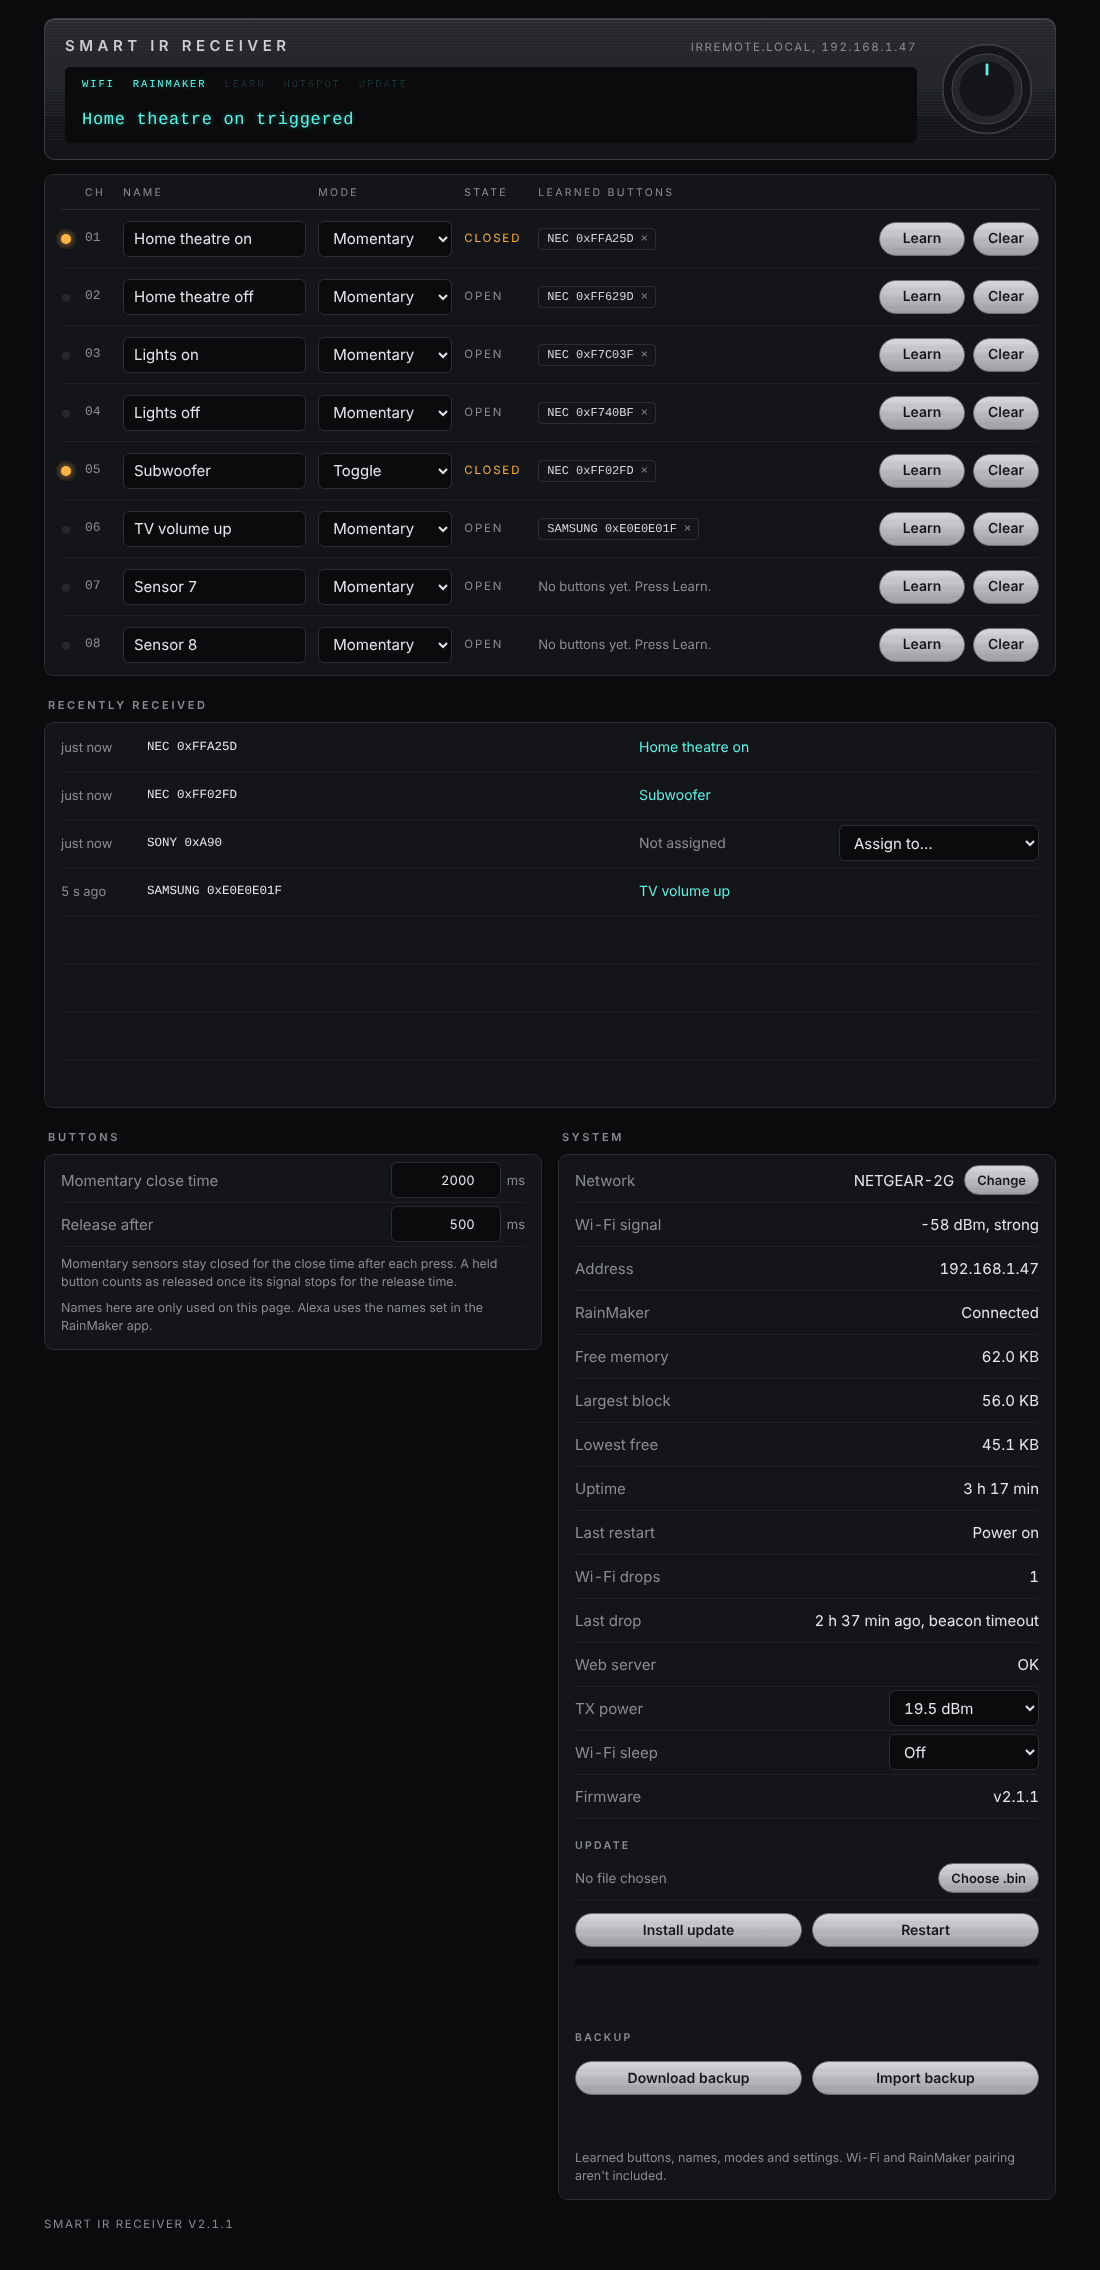 SMART IR RECEIVER
IRREMOTE.LOCAL, 192.168.1.47
WIFI RAINMAKER LEARN HOTSPOT UPDATE
Home theatre on triggered
CH NAME MODE STATE LEARNED BUTTONS
01 Home theatre on Momentary CLOSED NEC 0xFFA25D × Learn Clear
02 Home theatre off Momentary OPEN NEC 0xFF629D × Learn Clear
03 Lights on Momentary OPEN NEC 0xF7C03F × Learn Clear
04 Lights off Momentary OPEN NEC 0xF740BF × Learn Clear
05 Subwoofer Toggle CLOSED NEC 0xFF02FD × Learn Clear
06 TV volume up Momentary OPEN SAMSUNG 0xE0E0E01F × Learn Clear
07 Sensor 7 Momentary OPEN No buttons yet. Press Learn. Learn Clear
08 Sensor 8 Momentary OPEN No buttons yet. Press Learn. Learn Clear
RECENTLY RECEIVED
just now NEC 0xFFA25D Home theatre on
just now NEC 0xFF02FD Subwoofer
just now SONY 0xA90 Not assigned Assign to...
5 s ago SAMSUNG 0xE0E0E01F TV volume up
BUTTONS
Momentary close time 2000 ms
Release after 500 ms
Momentary sensors stay closed for the close time after each press. A held
button counts as released once its signal stops for the release time.
Names here are only used on this page. Alexa uses the names set in the
RainMaker app.
SYSTEM
Network NETGEAR-2G Change
Wi-Fi signal -58 dBm, strong
Address 192.168.1.47
RainMaker Connected
Free memory 62.0 KB
Largest block 56.0 KB
Lowest free 45.1 KB
Uptime 3 h 17 min
Last restart Power on
Wi-Fi drops 1
Last drop 2 h 37 min ago, beacon timeout
Web server OK
TX power 19.5 dBm
Wi-Fi sleep Off
Firmware v2.1.1
UPDATE
No file chosen Choose .bin
Install update Restart
BACKUP
Download backup Import backup
Learned buttons, names, modes and settings. Wi-Fi and RainMaker pairing
aren't included.
SMART IR RECEIVER V2.1.1